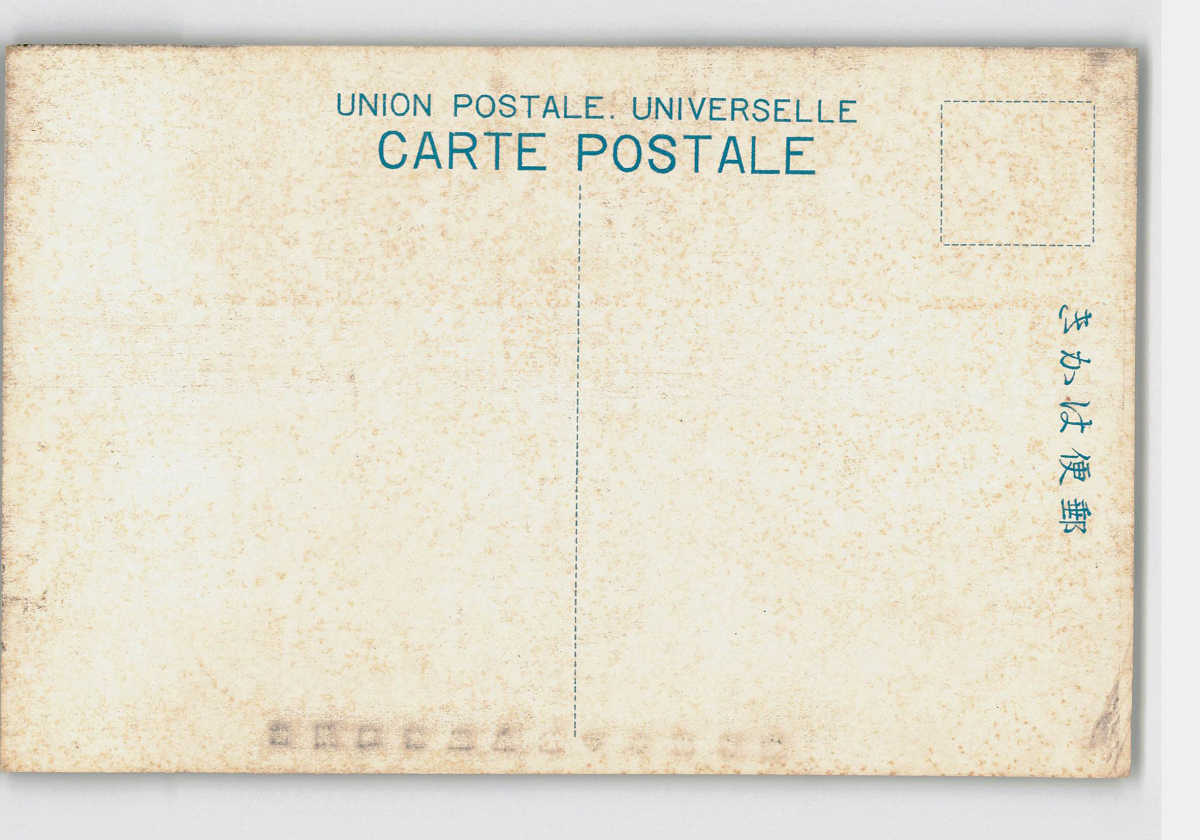 UNION POSTALE. UNIVERSELLE
CARTE POSTALE
きかは便郵